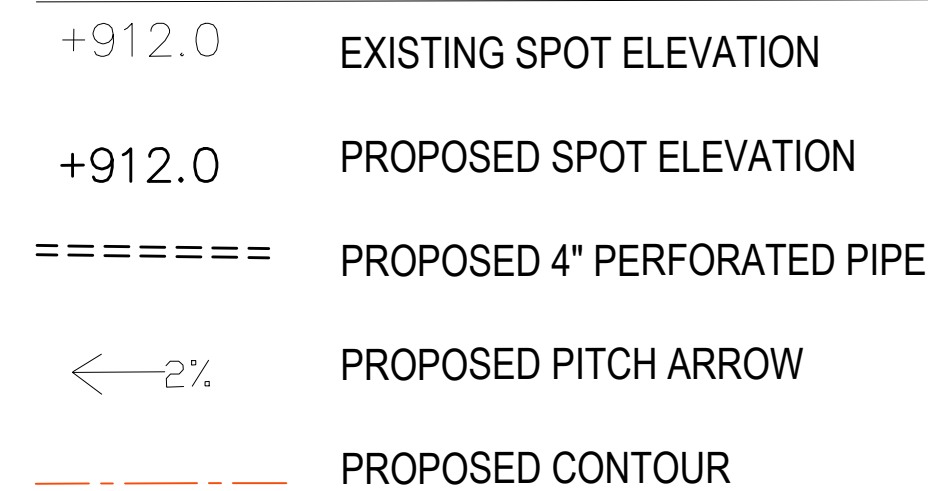 +912.0 EXISTING SPOT ELEVATION
+912.0 PROPOSED SPOT ELEVATION
PROPOSED 4" PERFORATED PIPE
2% PROPOSED PITCH ARROW
PROPOSED CONTOUR